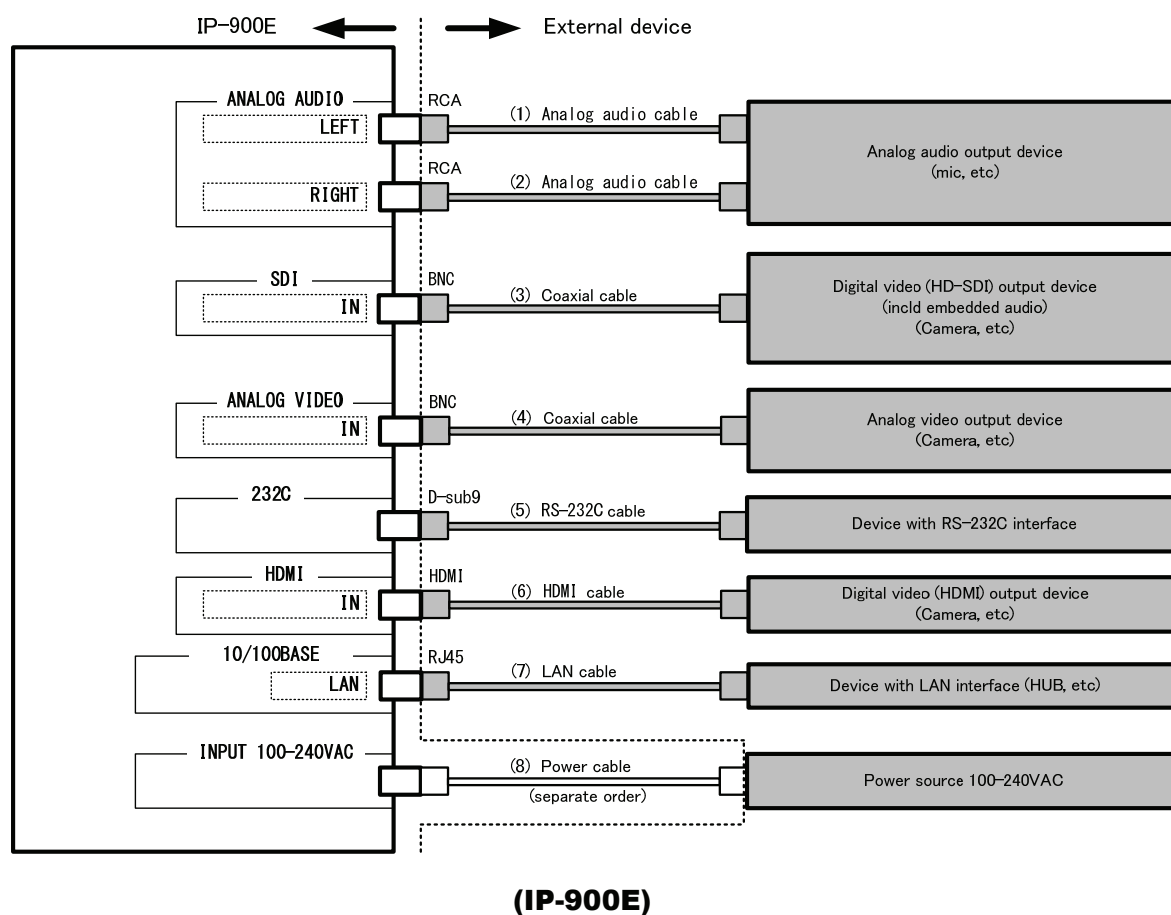 IP-900E
External device
ANALOG AUDIO
LEFT
RCA
(1) Analog audio cable
RIGHT
RCA
(2) Analog audio cable
Analog audio output device
(mic, etc)
SDI
IN
BNC
(3) Coaxial cable
Digital video (HD-SDI) output device
(incld embedded audio)
(Camera, etc)
ANALOG VIDEO
IN
BNC
(4) Coaxial cable
Analog video output device
(Camera, etc)
232C
D-sub9
(5) RS-232C cable
Device with RS-232C interface
HDMI
IN
HDMI
(6) HDMI cable
Digital video (HDMI) output device
(Camera, etc)
10/100BASE
LAN
RJ45
(7) LAN cable
Device with LAN interface (HUB, etc)
INPUT 100-240VAC
(8) Power cable
(separate order)
Power source 100-240VAC
(IP-900E)